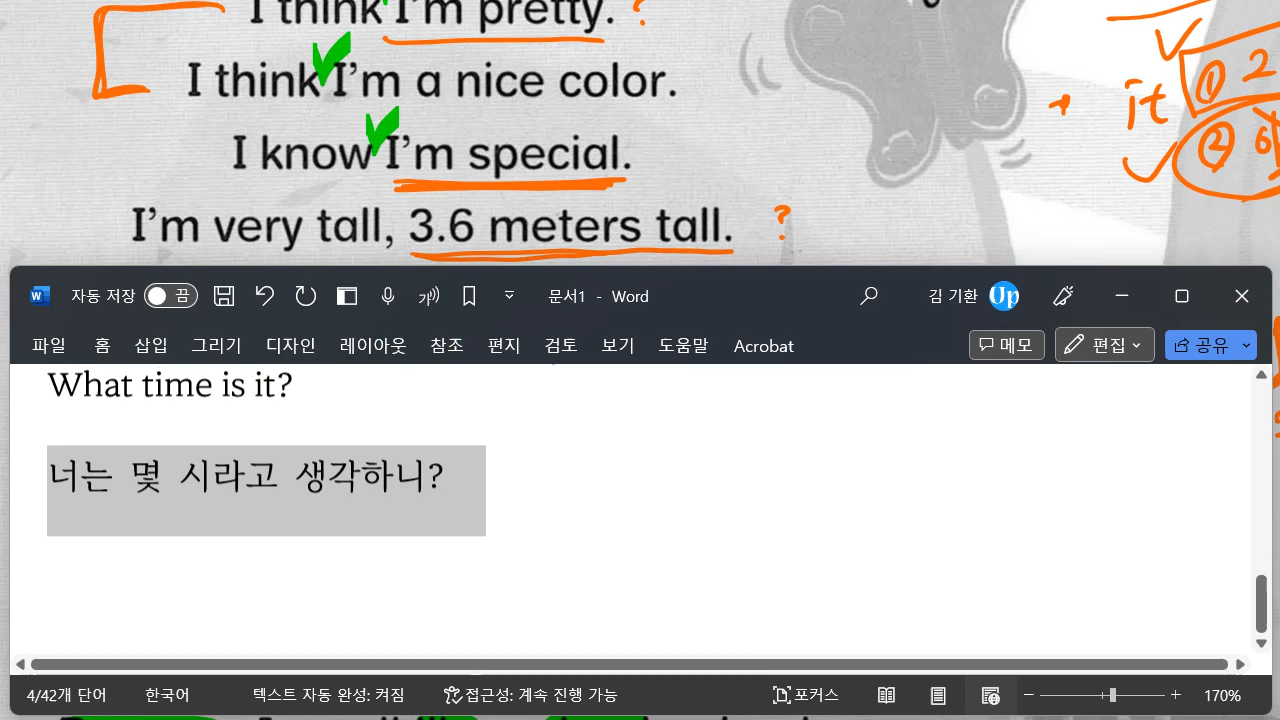 I think I'm pretty. ?
I think I'm a nice color.
I know I'm special.
I'm very tall, 3.6 meters tall. ?
it ① 2
②
자동 저장 끔 가)) 문서1 - Word 김 기환 Up
파일 홈 삽입 그리기 디자인 레이아웃 참조 편지 검토 보기 도움말 Acrobat 메모 편집 공유
What time is it?
너는 몇 시라고 생각하니?
4/42개 단어 한국어 텍스트 자동 완성: 켜짐 접근성: 계속 진행 가능 포커스 170%